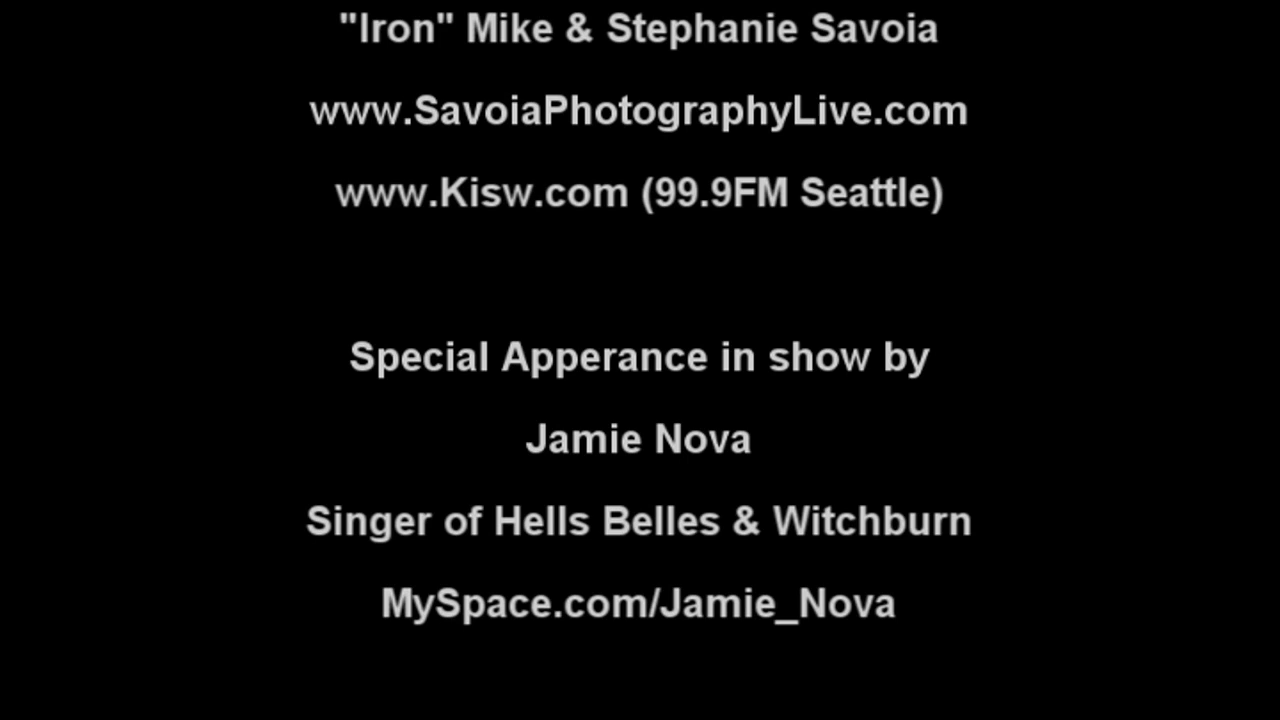 "Iron" Mike & Stephanie Savoia
www.SavoiaPhotographyLive.com
www.Kisw.com (99.9FM Seattle)
Special Apperance in show by
Jamie Nova
Singer of Hells Belles & Witchburn
MySpace.com/Jamie_Nova